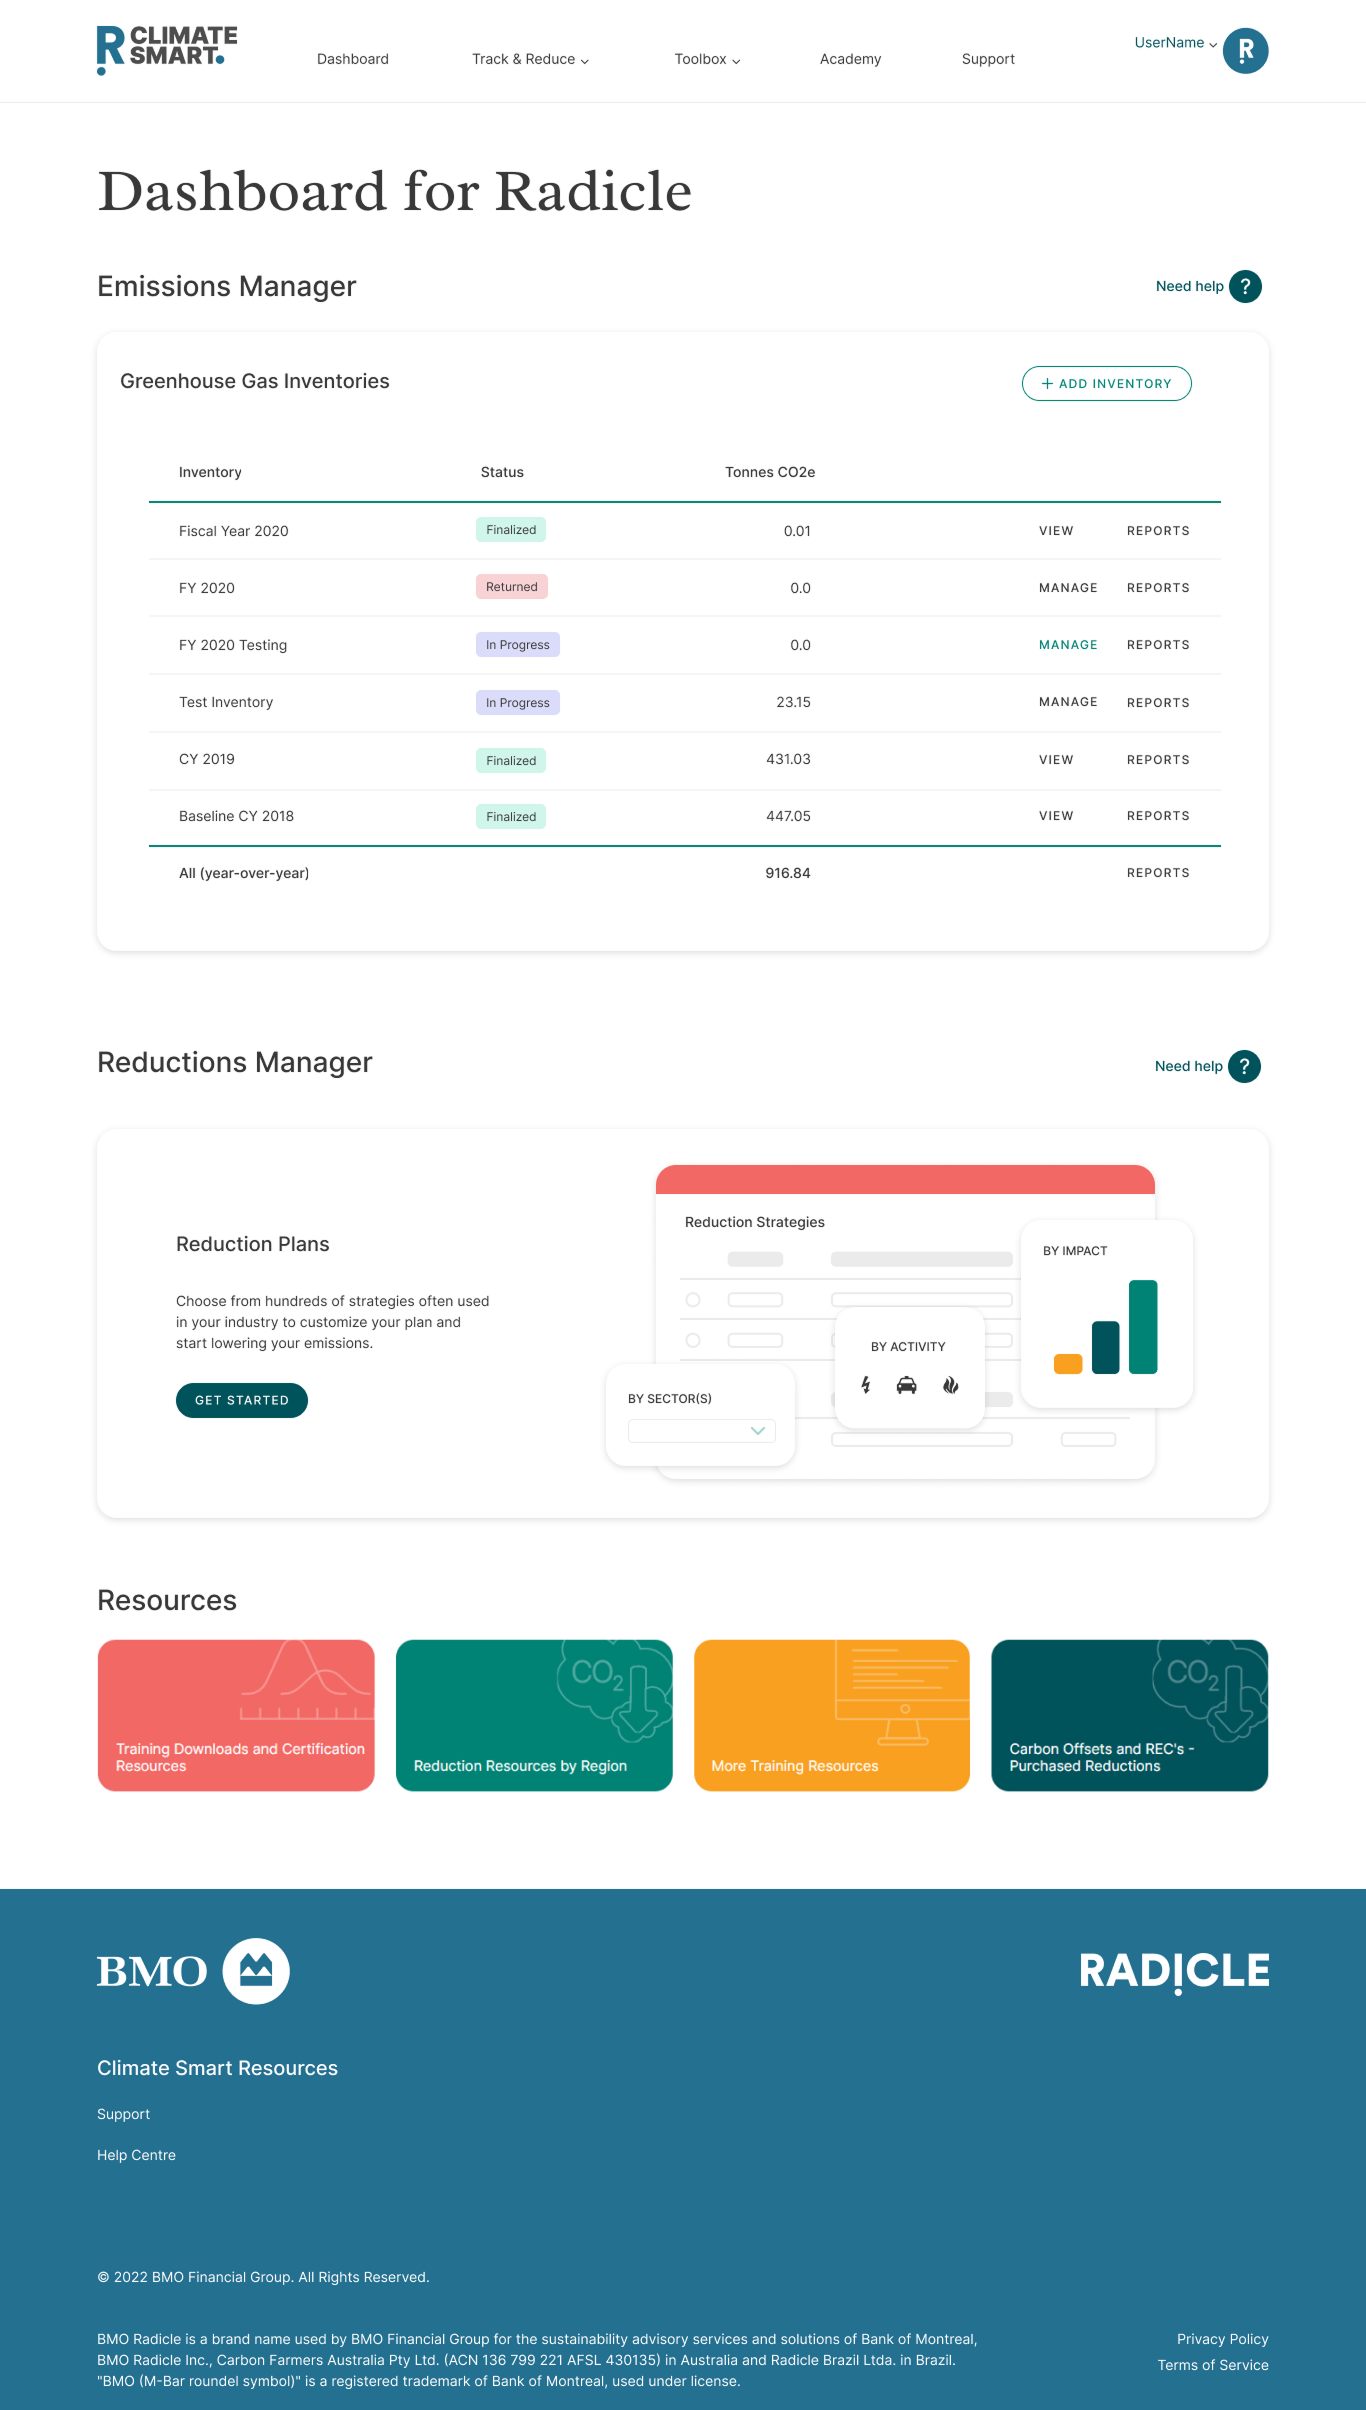 CLIMATE
SMART.
Dashboard
Track & Reduce
Toolbox
Academy
Support
UserName
Dashboard for Radicle
Emissions Manager
Need help ?
Greenhouse Gas Inventories
+ ADD INVENTORY
Inventory Status Tonnes CO2e
Fiscal Year 2020 Finalized 0.01 VIEW REPORTS
FY 2020 Returned 0.0 MANAGE REPORTS
FY 2020 Testing In Progress 0.0 MANAGE REPORTS
Test Inventory In Progress 23.15 MANAGE REPORTS
CY 2019 Finalized 431.03 VIEW REPORTS
Baseline CY 2018 Finalized 447.05 VIEW REPORTS
All (year-over-year) 916.84 REPORTS
Reductions Manager
Need help ?
Reduction Plans
Choose from hundreds of strategies often used
in your industry to customize your plan and
start lowering your emissions.
GET STARTED
Reduction Strategies
BY IMPACT
BY ACTIVITY
BY SECTOR(S)
Resources
Training Downloads and Certification
Resources
CO2
Reduction Resources by Region
More Training Resources
CO2
Carbon Offsets and REC's -
Purchased Reductions
BMO
RADICLE
Climate Smart Resources
Support
Help Centre
© 2022 BMO Financial Group. All Rights Reserved.
BMO Radicle is a brand name used by BMO Financial Group for the sustainability advisory services and solutions of Bank of Montreal,
BMO Radicle Inc., Carbon Farmers Australia Pty Ltd. (ACN 136 799 221 AFSL 430135) in Australia and Radicle Brazil Ltda. in Brazil.
"BMO (M-Bar roundel symbol)" is a registered trademark of Bank of Montreal, used under license.
Privacy Policy
Terms of Service